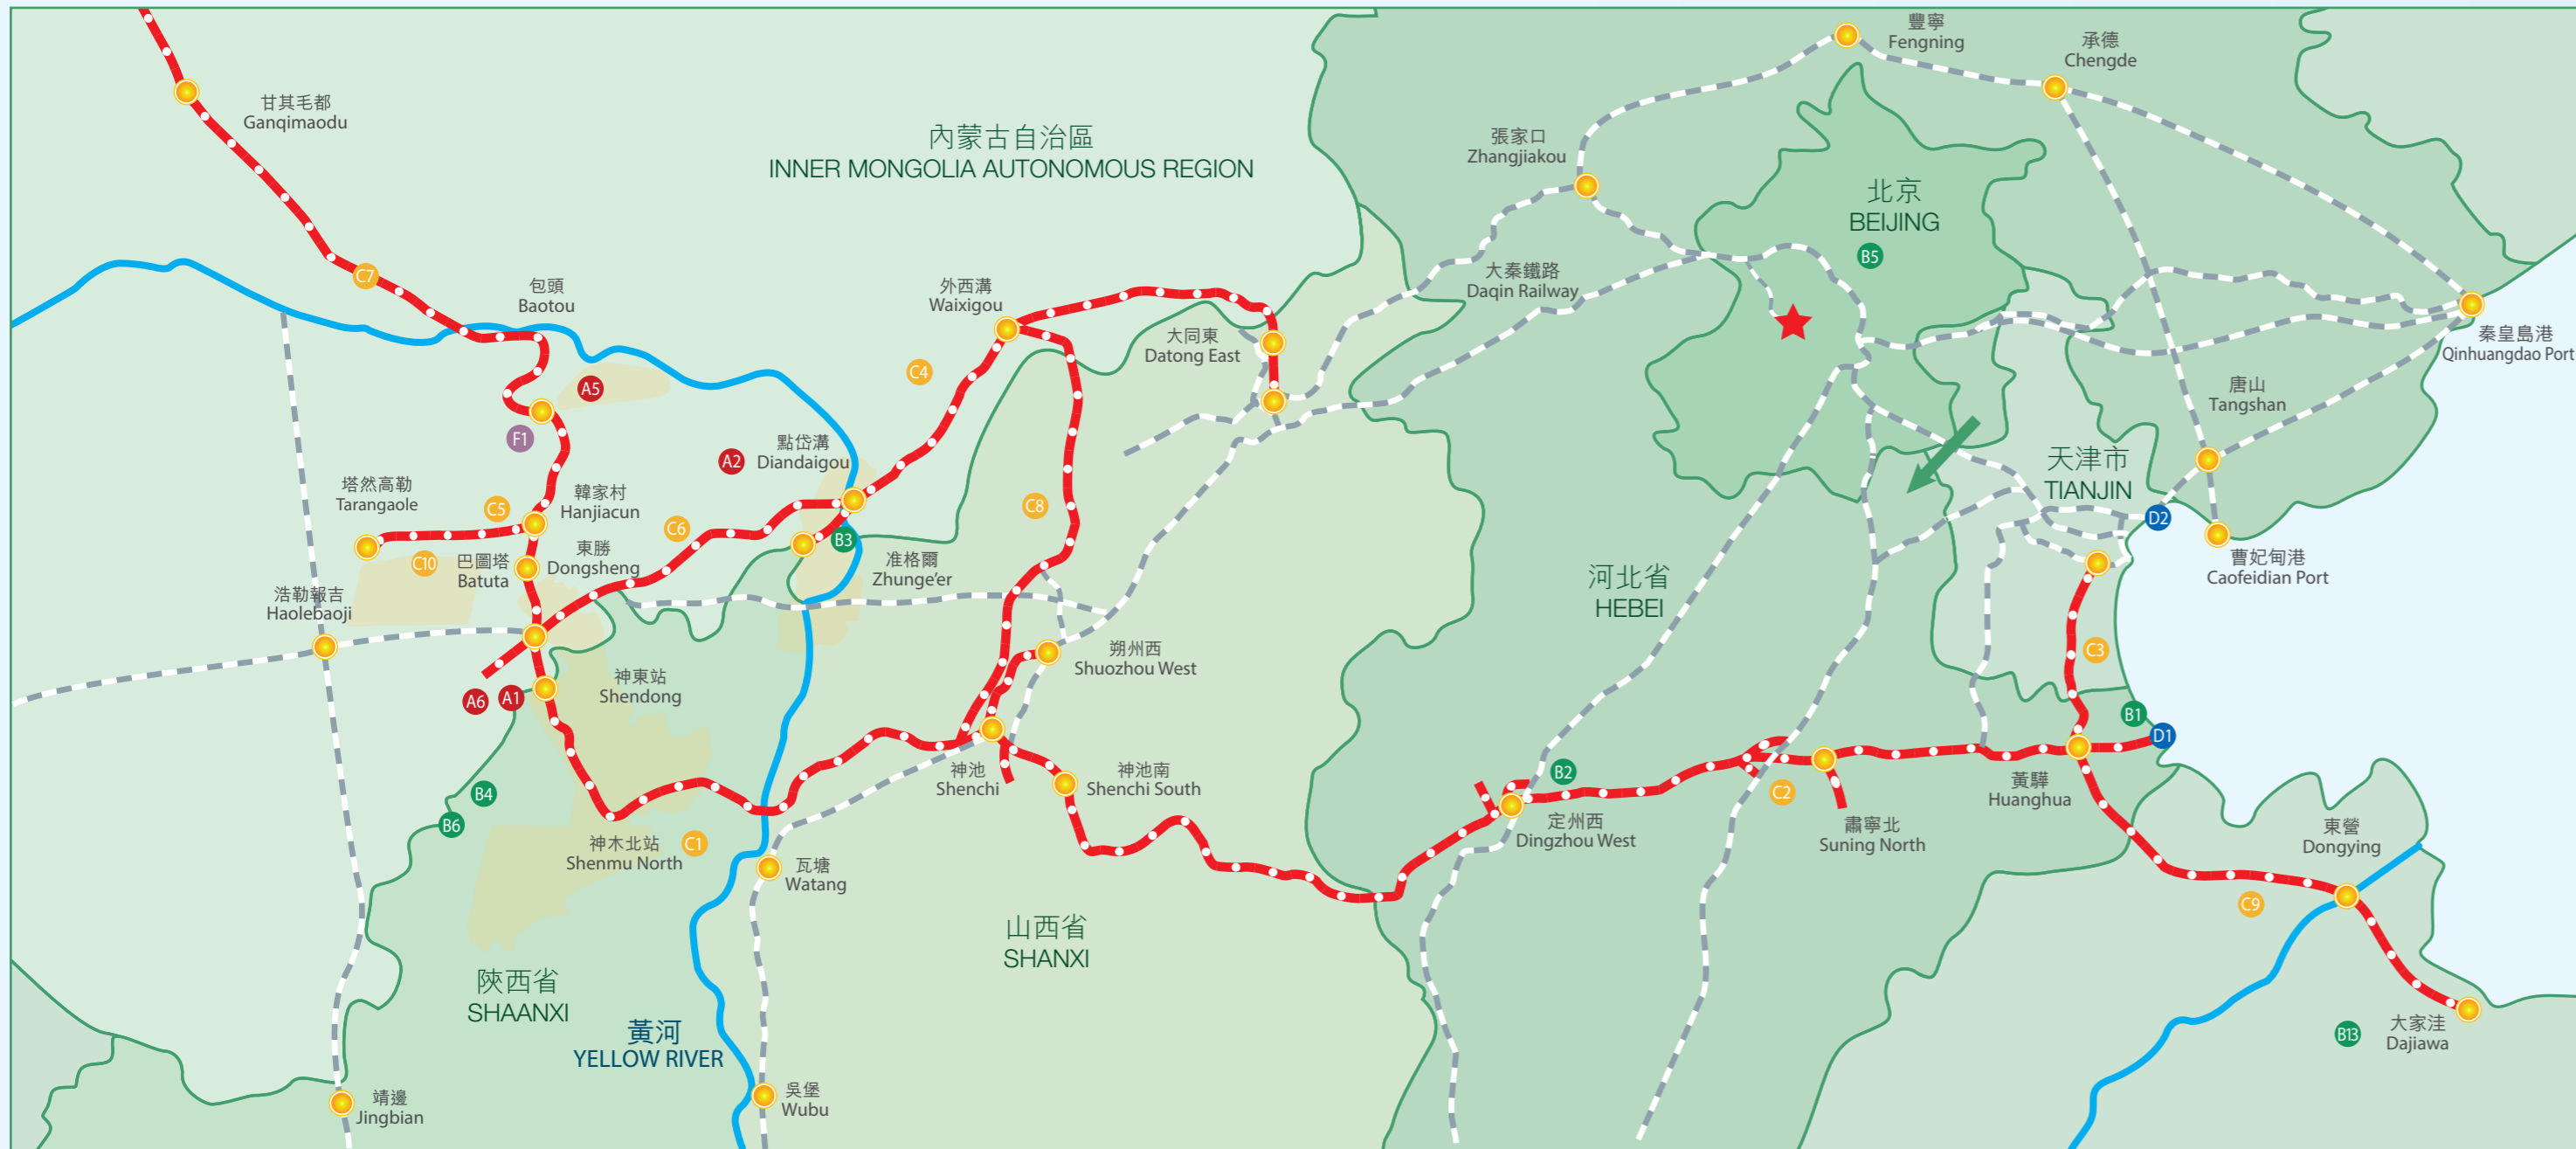 豐寧
Fengning
承德
Chengde
甘其毛都
Ganqimaodu
內蒙古自治區
INNER MONGOLIA AUTONOMOUS REGION
張家口
Zhangjiakou
北京
BEIJING
B5
C7
包頭
Baotou
外西溝
Waixigou
大秦鐵路
Daqin Railway
大同東
Datong East
秦皇島港
Qinhuangdao Port
C4
A5
唐山
Tangshan
F1
點岱溝
Diandaigou
A2
天津市
TIANJIN
塔然高勒
Tarangaole
C5
韓家村
Hanjiacun
C6
C8
D2
B3
東勝
Dongsheng
巴圖塔
Batuta
C10
准格爾
Zhunge'er
曹妃甸港
Caofeidian Port
河北省
HEBEI
浩勒報吉
Haolebaoji
朔州西
Shuozhou West
C3
神東站
Shendong
A6
A1
B1
D1
神池
Shenchi
神池南
Shenchi South
B2
C2
黃驊
Huanghua
B4
B6
神木北站
Shenmu North
C1
定州西
Dingzhou West
肅寧北
Suning North
東營
Dongying
瓦塘
Watang
C9
山西省
SHANXI
陝西省
SHAANXI
黃河
YELLOW RIVER
B13
大家洼
Dajiawa
靖邊
Jingbian
吳堡
Wubu